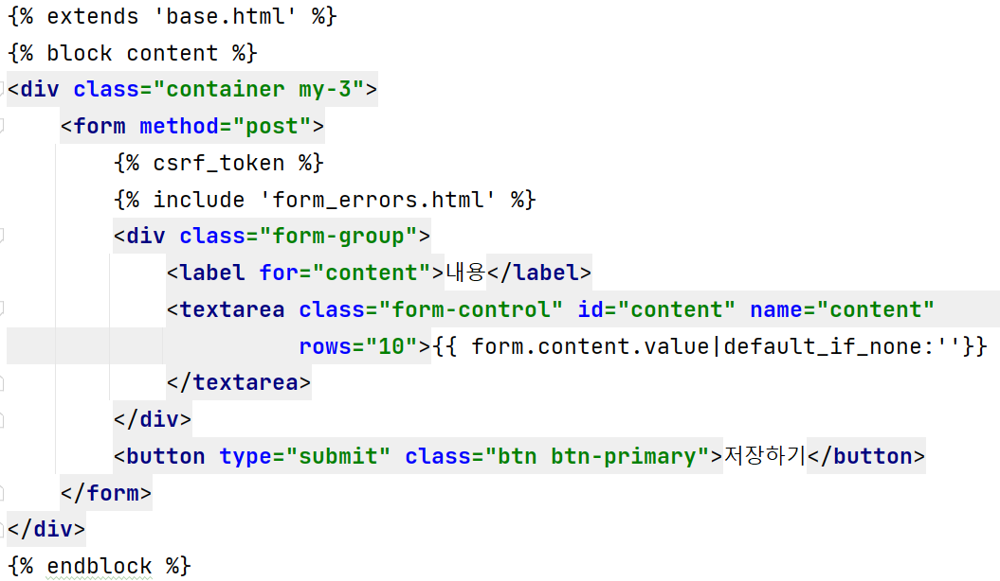 {% extends 'base.html' %}
{% block content %}
<div class="container my-3">
    <form method="post">
        {% csrf_token %}
        {% include 'form_errors.html' %}
        <div class="form-group">
            <label for="content">내용</label>
            <textarea class="form-control" id="content" name="content"
                      rows="10">{{ form.content.value|default_if_none:''}}
            </textarea>
        </div>
        <button type="submit" class="btn btn-primary">저장하기</button>
    </form>
</div>
{% endblock %}